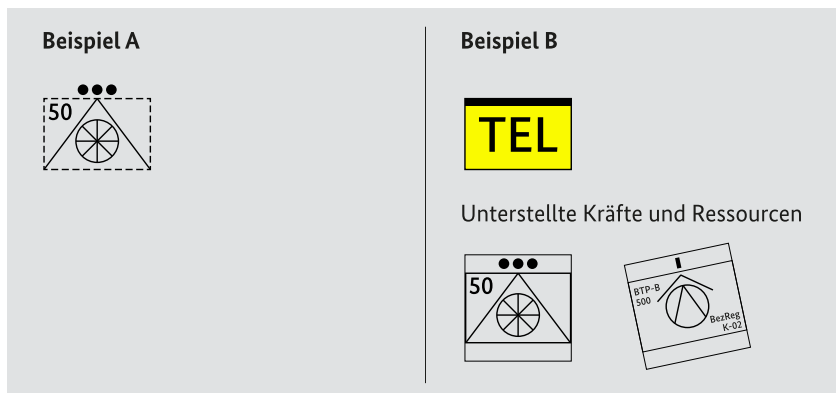 Beispiel A
50
Beispiel B
TEL
Unterstellte Kräfte und Ressourcen
50
BTP-B
500
BezReg
K-02